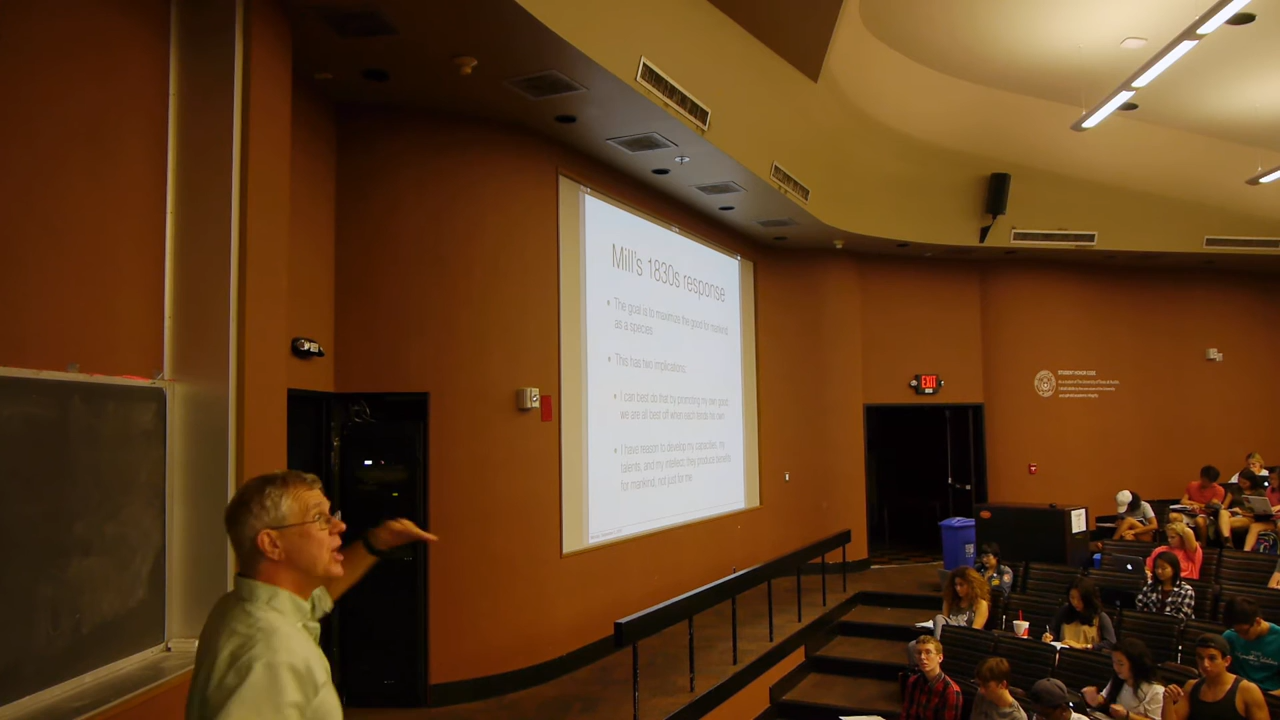 Mill's 1830s response
• The goal is to maximize the good for mankind
as a species
• This has two implications:
• I can best do that by promoting my own good:
we are all best off when each tends his own
• I have reason to develop my capacities, my
talents, and my intellect: they produce benefits
for mankind, not just for me
EXIT
STUDENT HONOR CODE